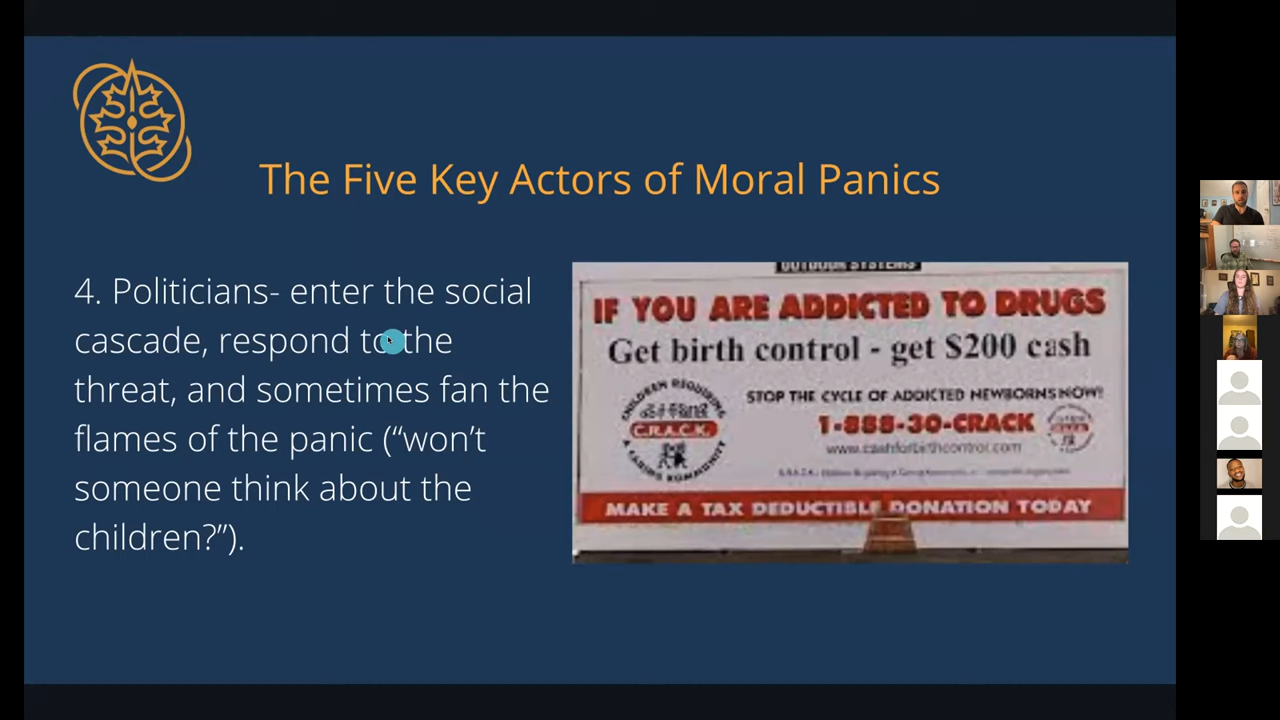 The Five Key Actors of Moral Panics
4. Politicians- enter the social
cascade, respond to the
threat, and sometimes fan the
flames of the panic (“won’t
someone think about the
children?”).
OUTDOOR SYSTEMS
IF YOU ARE ADDICTED TO DRUGS
Get birth control - get $200 cash
CHILDREN REQUIRING
C.R.A.C.K.
A CARING KOMMUNITY
STOP THE CYCLE OF ADDICTED NEWBORNS NOW!
1-888-30-CRACK
www.cashforbirthcontrol.com
MAKE A TAX DEDUCTIBLE DONATION TODAY